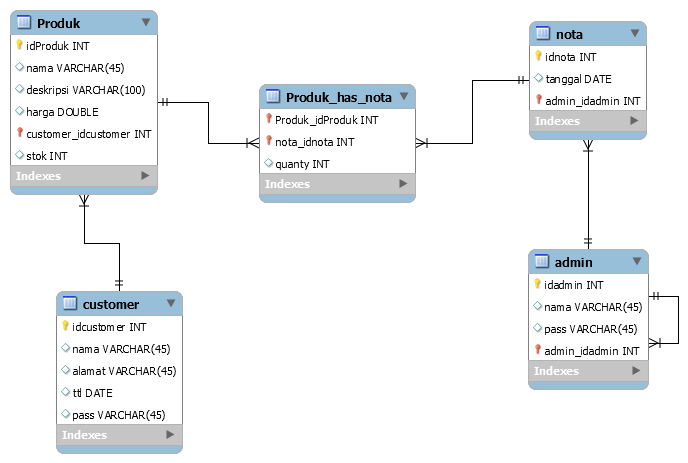 Produk
idProduk INT
nama VARCHAR(45)
deskripsi VARCHAR(100)
harga DOUBLE
customer_idcustomer INT
stok INT
Indexes
Produk_has_nota
Produk_idProduk INT
nota_idnota INT
quanty INT
Indexes
nota
idnota INT
tanggal DATE
admin_idadmin INT
Indexes
customer
idcustomer INT
nama VARCHAR(45)
alamat VARCHAR(45)
ttl DATE
pass VARCHAR(45)
Indexes
admin
idadmin INT
nama VARCHAR(45)
pass VARCHAR(45)
admin_idadmin INT
Indexes